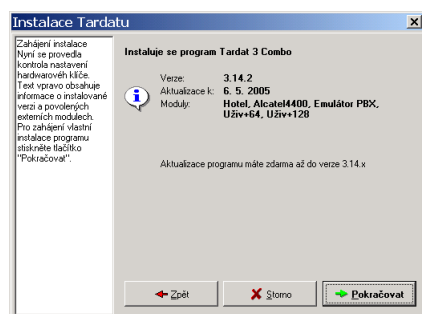 Instalace Tardatu
Zahájení instalace
Nyní se provedla
kontrola nastavení
hardwarovéh klíče.
Text vpravo obsahuje
informace o instalované
verzi a povolených
externích modulech.
Pro zahájení vlastní
instalace programu
stiskněte tlačítko
"Pokračovat".
Instaluje se program Tardat 3 Combo
Verze: 3.14.2
Aktualizace k: 6. 5. 2005
Moduly: Hotel, Alcatel4400, Emulátor PBX,
Uživ+64, Uživ+128
Aktualizace programu máte zdarma až do verze 3.14.x
Zpět
Storno
Pokračovat